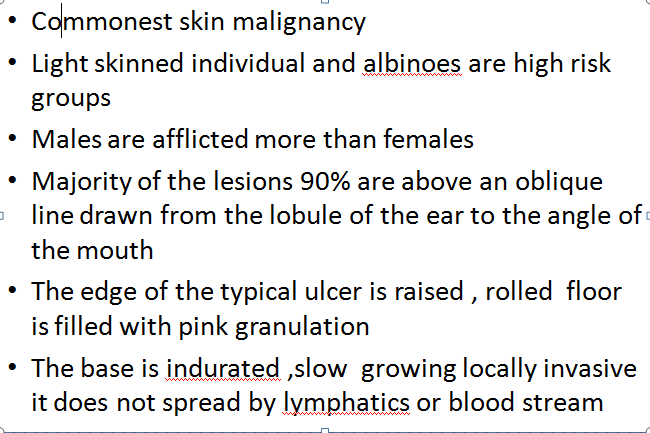 • Commonest skin malignancy
• Light skinned individual and albinoes are high risk
groups
• Males are afflicted more than females
• Majority of the lesions 90% are above an oblique
line drawn from the lobule of the ear to the angle of
the mouth
• The edge of the typical ulcer is raised , rolled  floor
is filled with pink granulation
• The base is indurated ,slow  growing locally invasive
it does not spread by lymphatics or blood stream